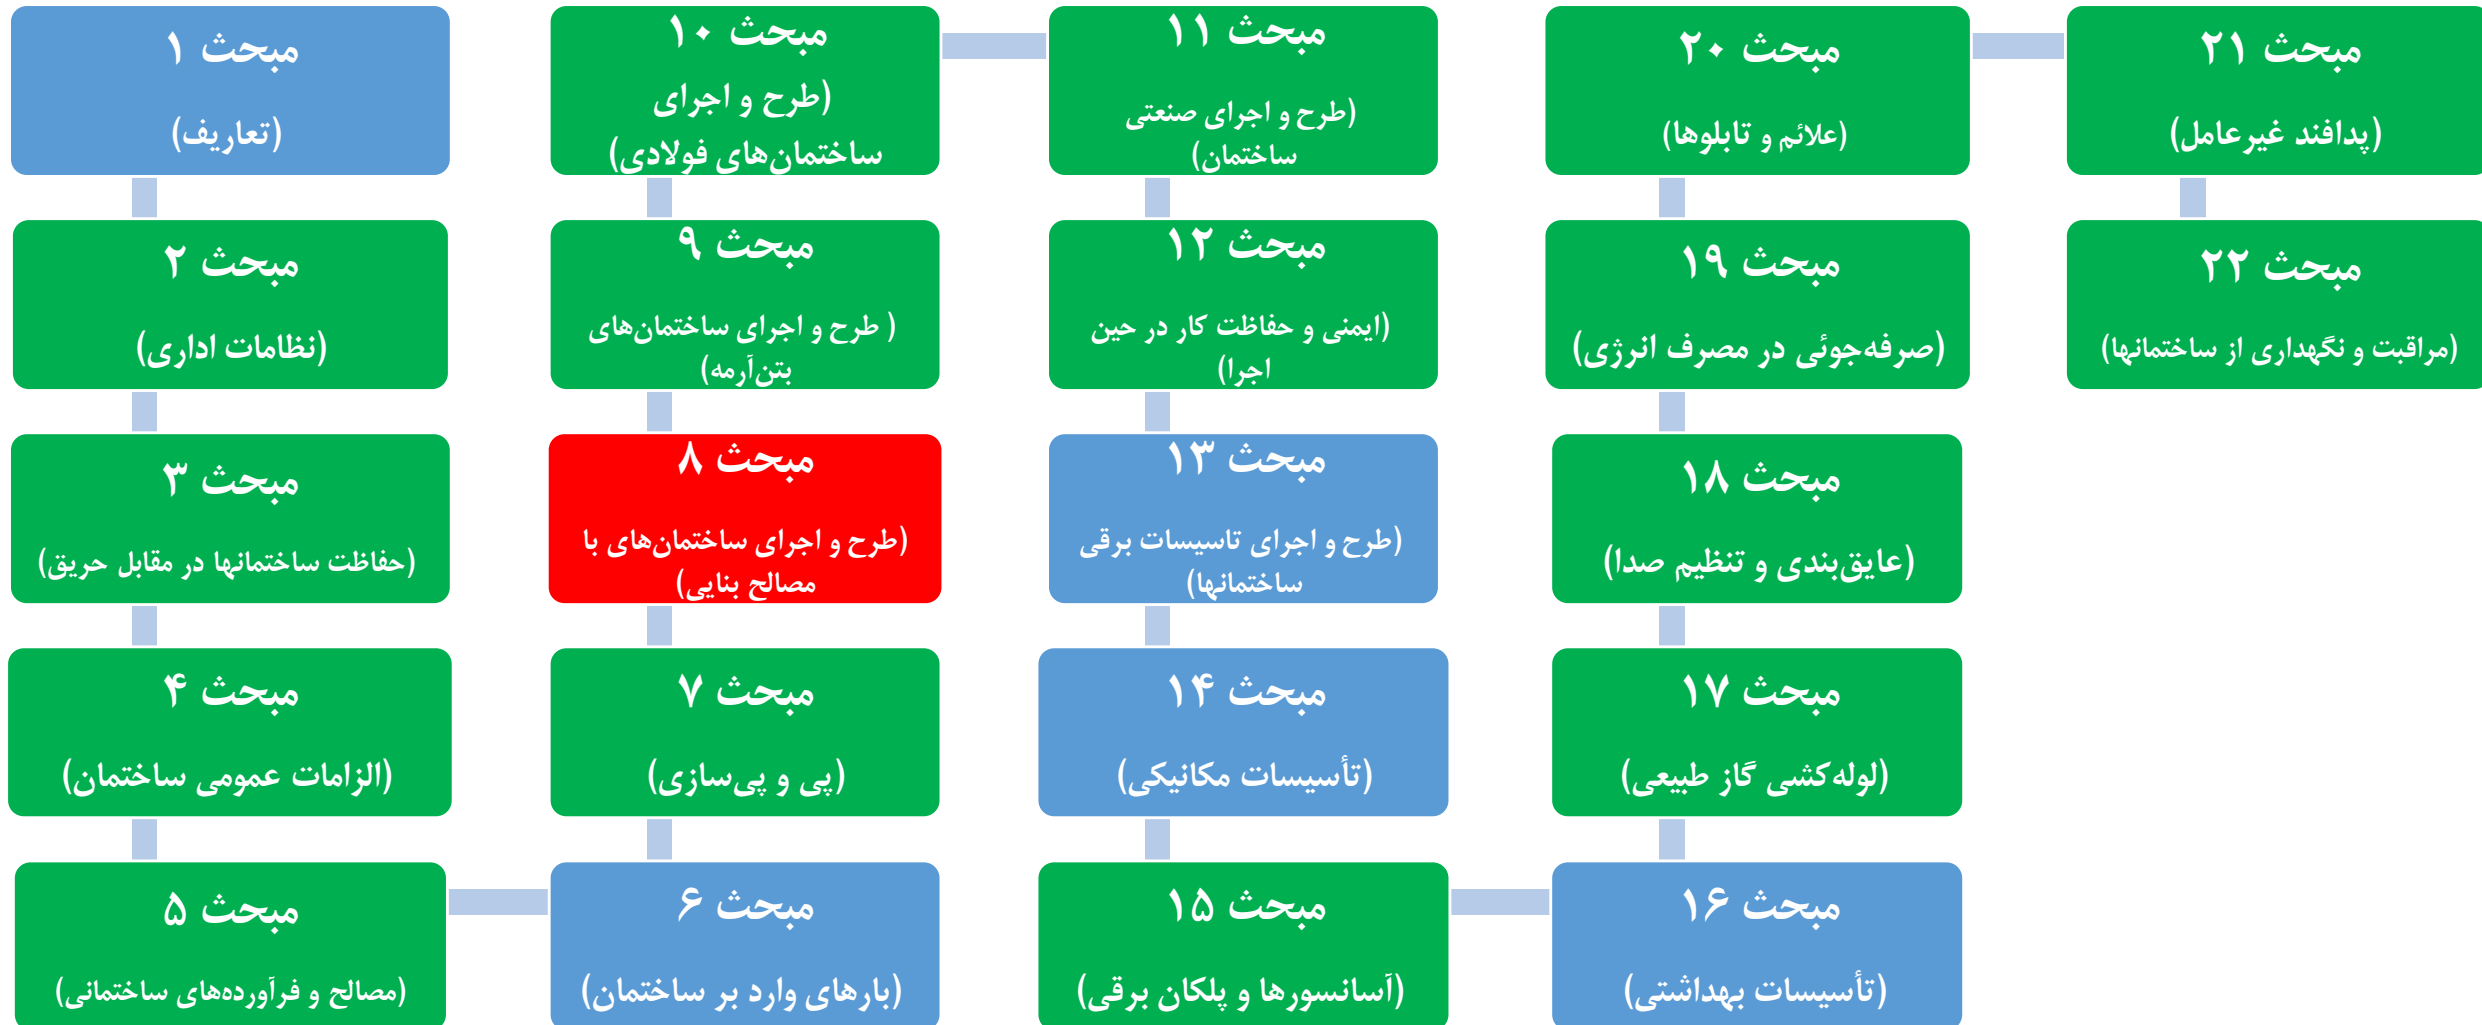 مبحث ۱
(تعاریف)
مبحث ۲
(نظامات اداری)
مبحث ۳
(حفاظت ساختمانها در مقابل حریق)
مبحث ۴
(الزامات عمومی ساختمان)
مبحث ۵
(مصالح و فرآورده‌های ساختمانی)
مبحث ۶
(بارهای وارد بر ساختمان)
مبحث ۷
(پی و پی‌سازی)
مبحث ۸
(طرح و اجرای ساختمان‌های با
مصالح بنایی)
مبحث ۹
( طرح و اجرای ساختمان‌های
بتن‌آرمه)
مبحث ۱۰
(طرح و اجرای
ساختمان‌های فولادی)
مبحث ۱۱
(طرح و اجرای صنعتی
ساختمان)
مبحث ۱۲
(ایمنی و حفاظت کار در حین
اجرا)
مبحث ۱۳
(طرح و اجرای تاسیسات برقی
ساختمانها)
مبحث ۱۴
(تأسیسات مکانیکی)
مبحث ۱۵
(آسانسورها و پلکان برقی)
مبحث ۱۶
(تأسیسات بهداشتی)
مبحث ۱۷
(لوله‌کشی گاز طبیعی)
مبحث ۱۸
(عایق‌بندی و تنظیم صدا)
مبحث ۱۹
(صرفه‌جوئی در مصرف انرژی)
مبحث ۲۰
(علائم و تابلوها)
مبحث ۲۱
(پدافند غیرعامل)
مبحث ۲۲
(مراقبت و نگهداری از ساختمانها)